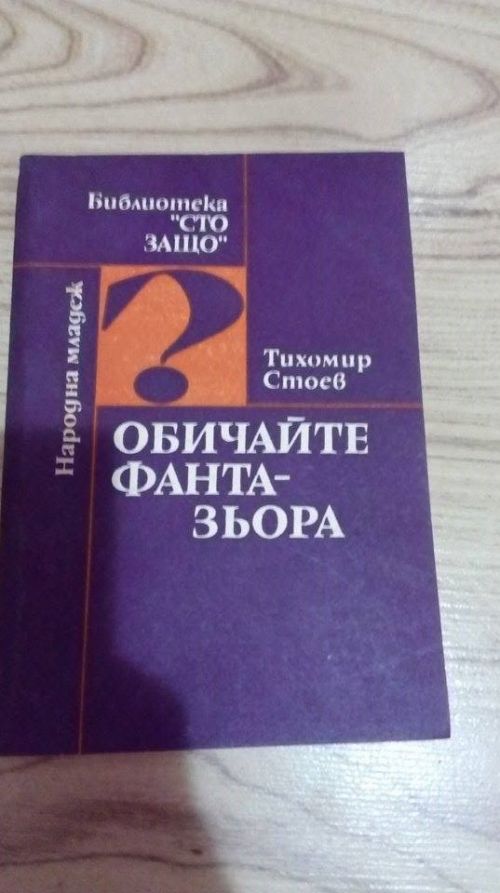 Библиотека
"СТО
ЗАЩО"
?
Народна младеж
Тихомир
Стоев
ОБИЧАЙТЕ
ФАНТА-
ЗЬОРА